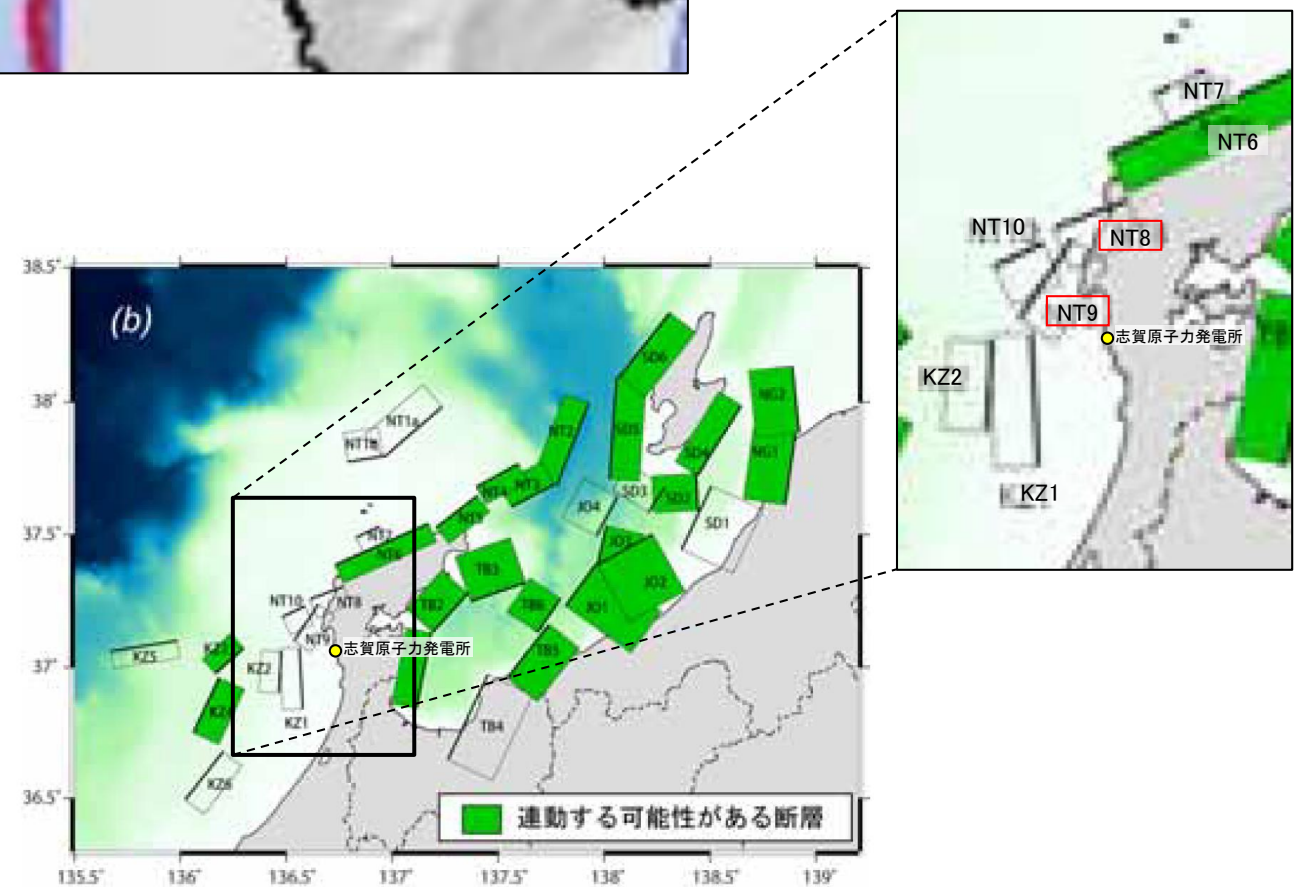 NT7
NT6
NT10
NT8
NT9
志賀原子力発電所
KZ2
KZ1
(b)
38.5°
38°
37.5°
37°
36.5°
135.5°
136°
136.5°
137°
137.5°
138°
138.5°
139°
SD6
NG2
NT1a
NT1b
NT2
SD5
SD4
NG1
NT3
NT4
SD3
SD2
JO4
SD1
NT5
NT7
NT6
JO3
TB3
JO2
NT10
NT8
TB2
TB6
JO1
NT9
志賀原子力発電所
KZ5
KZ2
TB5
KZ1
TB4
KZ6
連動する可能性がある断層